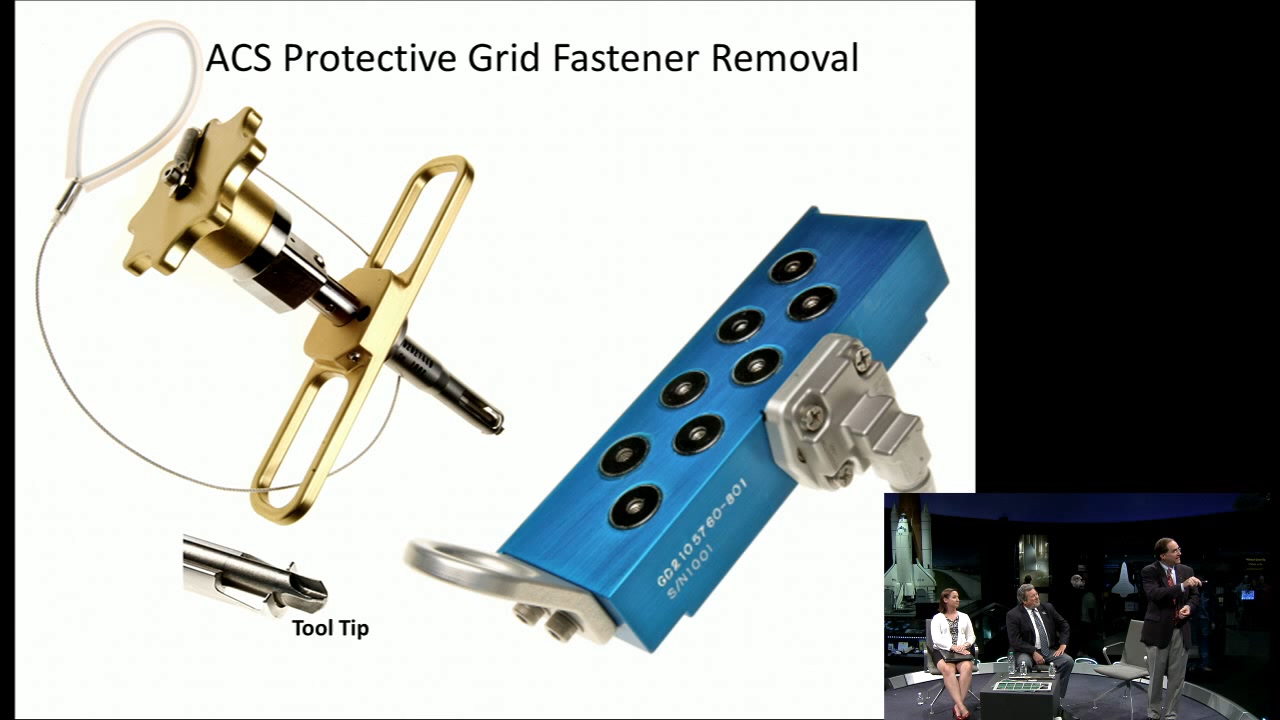 ACS Protective Grid Fastener Removal
GD2105760-801
S/N1001
Tool Tip